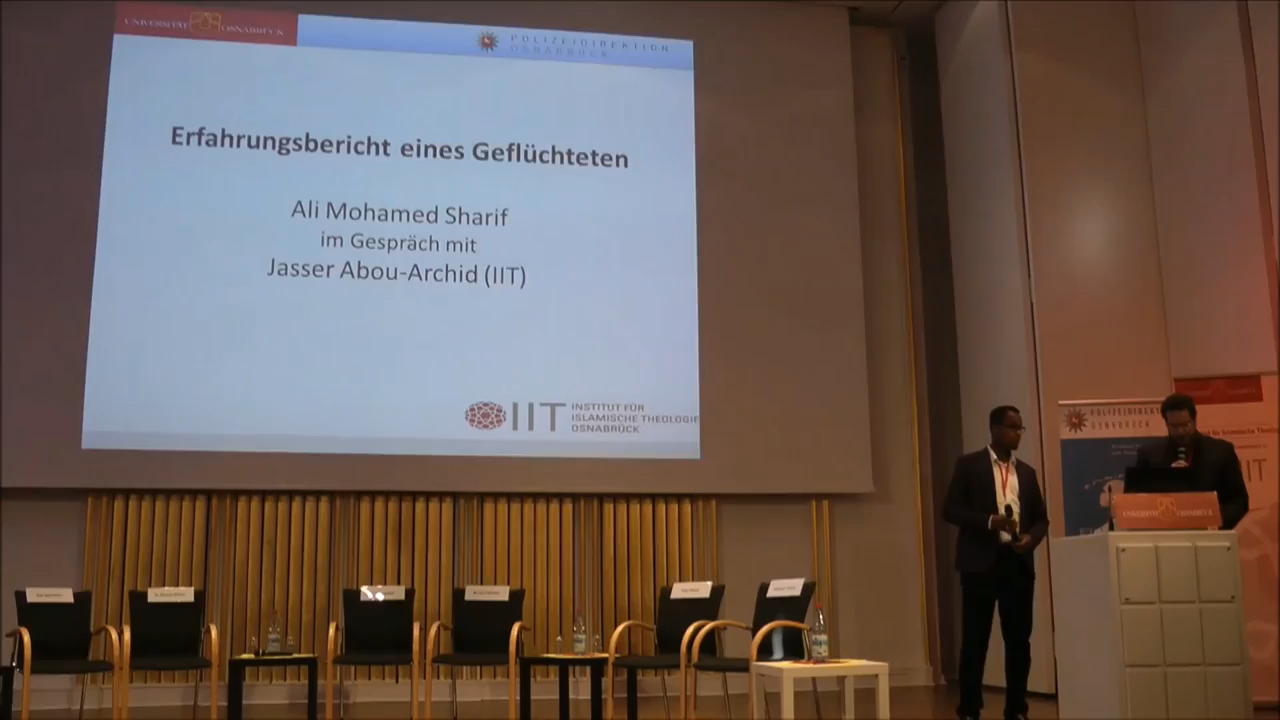 UNIVERSITÄT OSNABRÜCK
POLIZEIDIREKTION
OSNABRÜCK
Erfahrungsbericht eines Geflüchteten
Ali Mohamed Sharif
im Gespräch mit
Jasser Abou-Archid (IIT)
IIT INSTITUT FÜR
ISLAMISCHE THEOLOGIE
OSNABRÜCK
POLIZEIDIREKT
OSNABRÜCK
UNIVERSITÄT OSNABRÜCK
IIT